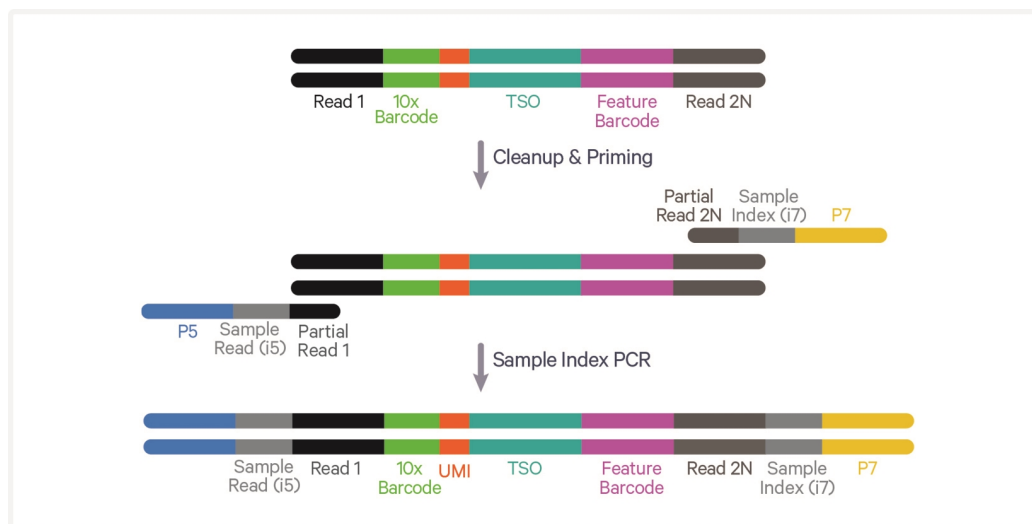 Read 1
10x
Barcode
TSO
Feature
Barcode
Read 2N
Cleanup & Priming
Partial
Read 2N
Sample
Index (i7)
P7
P5
Sample
Read (i5)
Partial
Read 1
Sample Index PCR
Sample
Read (i5)
Read 1
10x
Barcode
UMI
TSO
Feature
Barcode
Read 2N
Sample
Index (i7)
P7